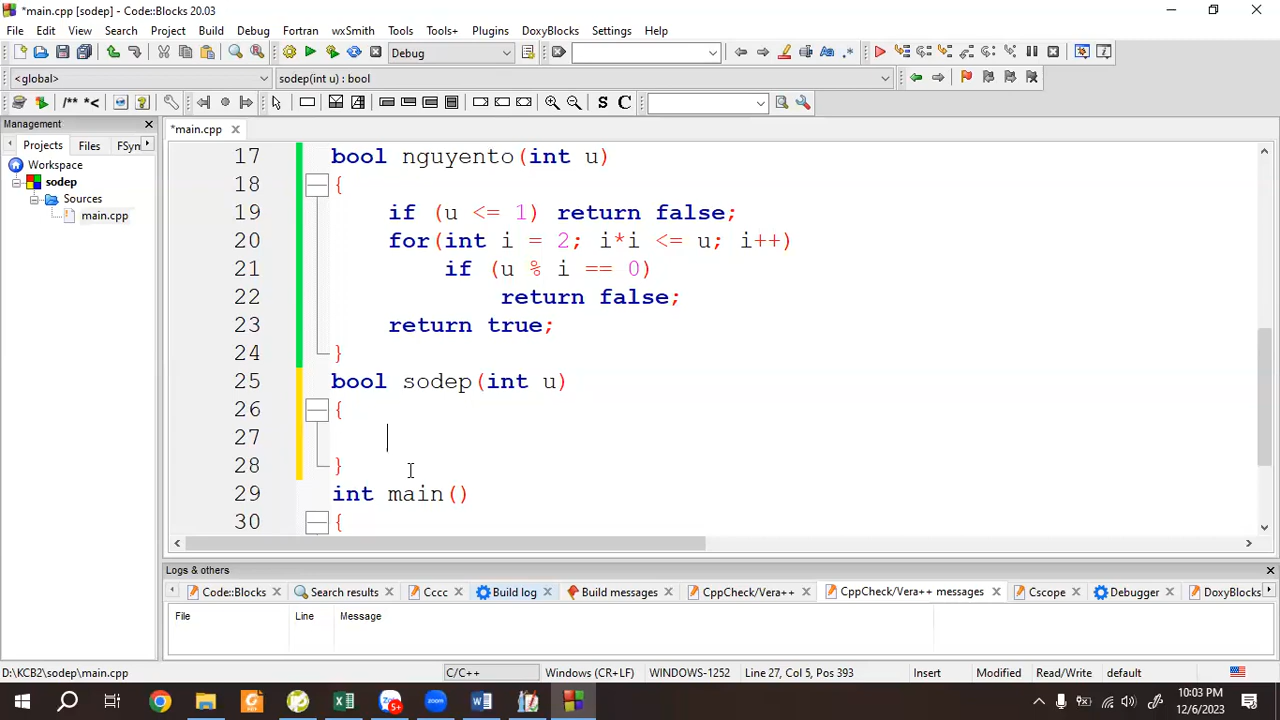 *main.cpp [sodep] - Code::Blocks 20.03
File Edit View Search Project Build Debug Fortran wxSmith Tools Tools+ Plugins DoxyBlocks Settings Help
Debug
<global> sodep(int u) : bool
/** *< S C
Management
*main.cpp
Projects Files FSyn
Workspace
sodep
Sources
main.cpp
17 bool nguyento(int u)
18 {
19 if (u <= 1) return false;
20 for(int i = 2; i*i <= u; i++)
21 if (u % i == 0)
22 return false;
23 return true;
24 }
25 bool sodep(int u)
26 {
27
28 }
29 int main()
30 {
Logs & others
Code::Blocks Search results Cccc Build log Build messages CppCheck/Vera++ CppCheck/Vera++ messages Cscope Debugger DoxyBlocks
File Line Message
D:\KCB2\sodep\main.cpp C/C++ Windows (CR+LF) WINDOWS-1252 Line 27, Col 5, Pos 393 Insert Modified Read/Write default
zoom
10:03 PM
12/6/2023